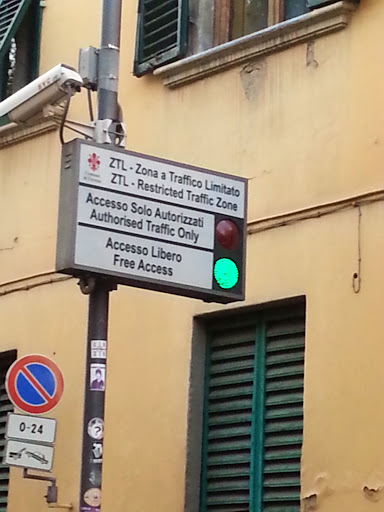 ZTL - Zona a Traffico Limitato
ZTL - Restricted Traffic Zone
Accesso Solo Autorizzati
Authorised Traffic Only
Accesso Libero
Free Access
0-24